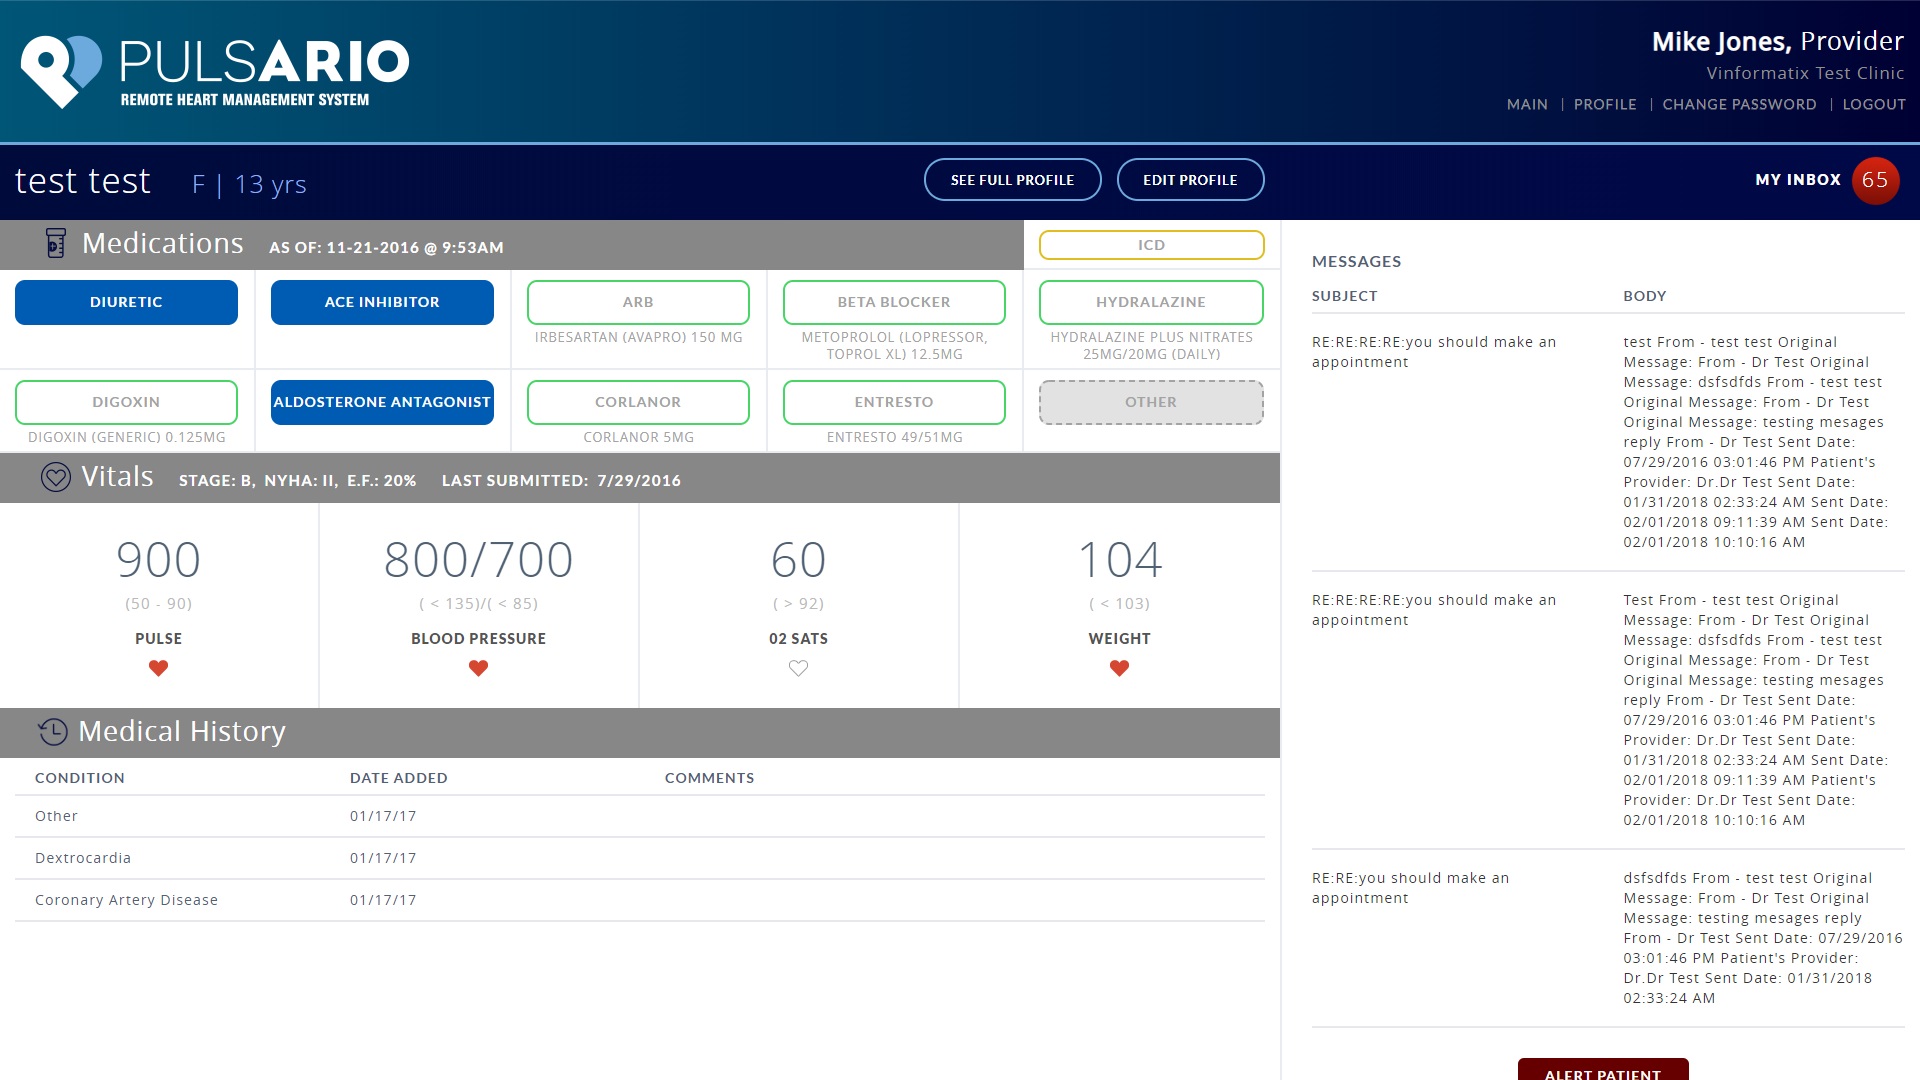 PULSARIO
REMOTE HEART MANAGEMENT SYSTEM
Mike Jones, Provider
Vinformatix Test Clinic
MAIN | PROFILE | CHANGE PASSWORD | LOGOUT
test test F | 13 yrs
SEE FULL PROFILE
EDIT PROFILE
MY INBOX 65
Medications AS OF: 11-21-2016 @ 9:53AM
ICD
DIURETIC
ACE INHIBITOR
ARB
IRBESARTAN (AVAPRO) 150 MG
BETA BLOCKER
METOPROLOL (LOPRESSOR,
TOPROL XL) 12.5MG
HYDRALAZINE
HYDRALAZINE PLUS NITRATES
25MG/20MG (DAILY)
DIGOXIN
DIGOXIN (GENERIC) 0.125MG
ALDOSTERONE ANTAGONIST
CORLANOR
CORLANOR 5MG
ENTRESTO
ENTRESTO 49/51MG
OTHER
Vitals STAGE: B, NYHA: II, E.F.: 20% LAST SUBMITTED: 7/29/2016
900
(50 - 90)
PULSE
800/700
( < 135)/( < 85)
BLOOD PRESSURE
60
( > 92)
02 SATS
104
( < 103)
WEIGHT
Medical History
CONDITION DATE ADDED COMMENTS
Other 01/17/17
Dextrocardia 01/17/17
Coronary Artery Disease 01/17/17
MESSAGES
SUBJECT BODY
RE:RE:RE:RE:you should make an
appointment
test From - test test Original
Message: From - Dr Test Original
Message: dsfsdfds From - test test
Original Message: From - Dr Test
Original Message: testing mesages
reply From - Dr Test Sent Date:
07/29/2016 03:01:46 PM Patient's
Provider: Dr.Dr Test Sent Date:
01/31/2018 02:33:24 AM Sent Date:
02/01/2018 09:11:39 AM Sent Date:
02/01/2018 10:10:16 AM
RE:RE:RE:RE:you should make an
appointment
Test From - test test Original
Message: From - Dr Test Original
Message: dsfsdfds From - test test
Original Message: From - Dr Test
Original Message: testing mesages
reply From - Dr Test Sent Date:
07/29/2016 03:01:46 PM Patient's
Provider: Dr.Dr Test Sent Date:
01/31/2018 02:33:24 AM Sent Date:
02/01/2018 09:11:39 AM Patient's
Provider: Dr.Dr Test Sent Date:
02/01/2018 10:10:16 AM
RE:RE:you should make an
appointment
dsfsdfds From - test test Original
Message: From - Dr Test Original
Message: testing mesages reply
From - Dr Test Sent Date: 07/29/2016
03:01:46 PM Patient's Provider:
Dr.Dr Test Sent Date: 01/31/2018
02:33:24 AM
ALERT PATIENT